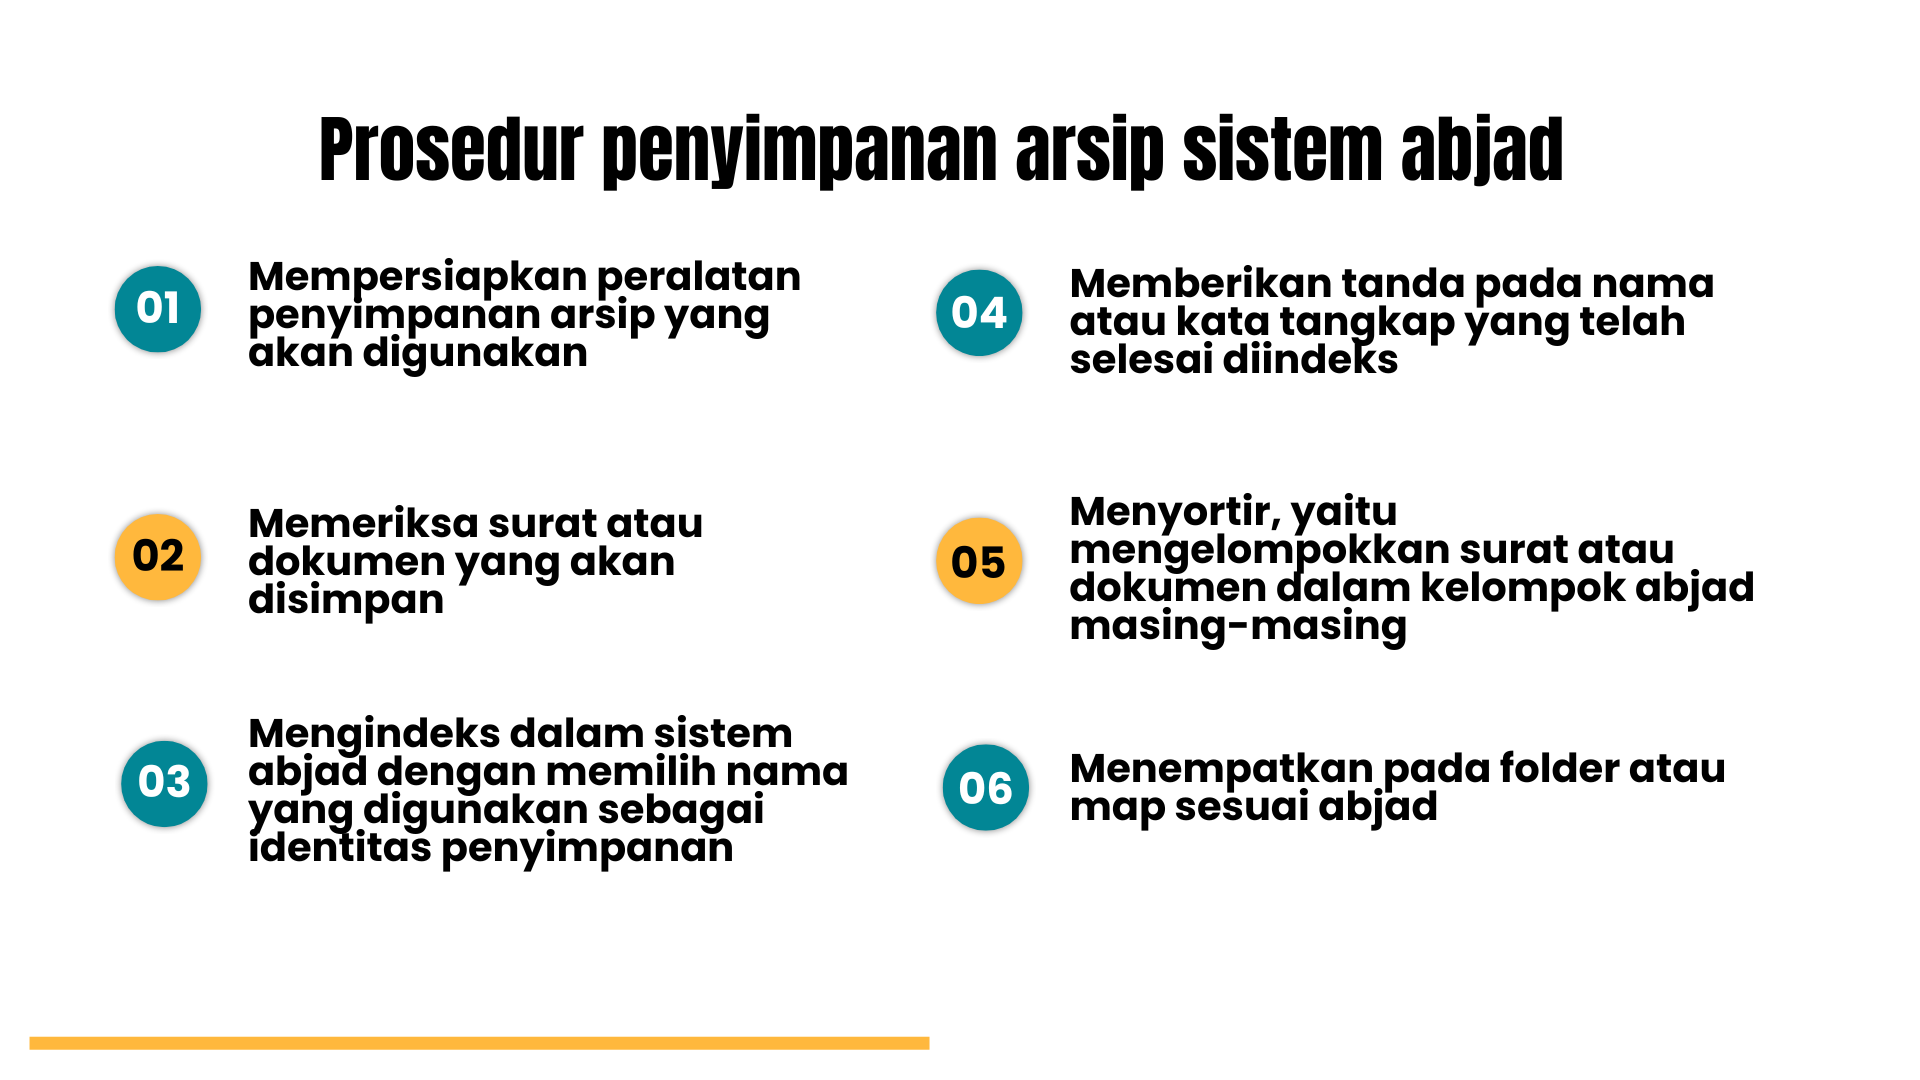 Prosedur penyimpanan arsip sistem abjad
01
Mempersiapkan peralatan
penyimpanan arsip yang
akan digunakan
02
Memeriksa surat atau
dokumen yang akan
disimpan
03
Mengindeks dalam sistem
abjad dengan memilih nama
yang digunakan sebagai
identitas penyimpanan
04
Memberikan tanda pada nama
atau kata tangkap yang telah
selesai diindeks
05
Menyortir, yaitu
mengelompokkan surat atau
dokumen dalam kelompok abjad
masing-masing
06
Menempatkan pada folder atau
map sesuai abjad